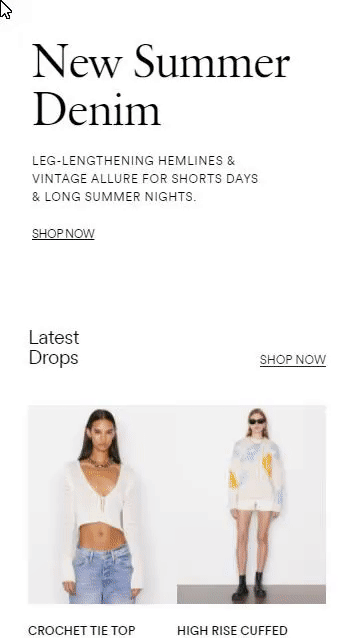 New Summer
Denim
LEG-LENGTHENING HEMLINES &
VINTAGE ALLURE FOR SHORTS DAYS
& LONG SUMMER NIGHTS.
SHOP NOW
Latest
Drops
SHOP NOW
CROCHET TIE TOP
HIGH RISE CUFFED